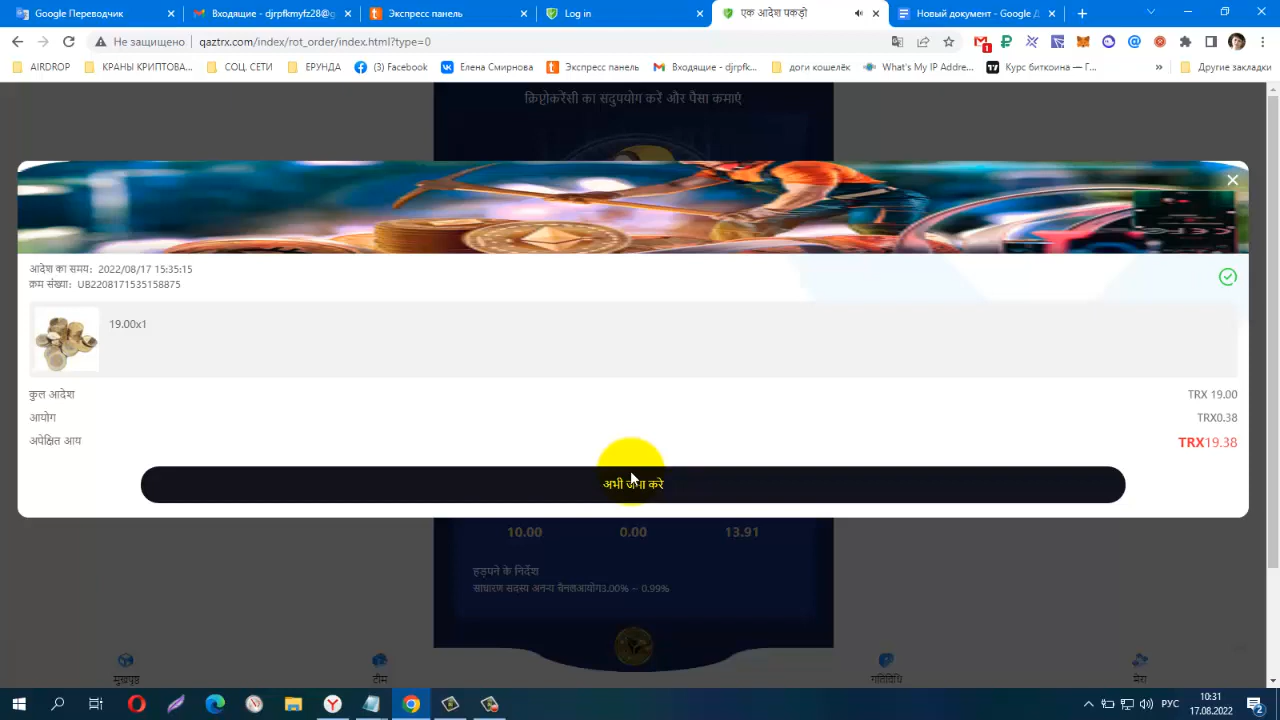 Google Переводчик
Входящие - djrpfkmyfz28@g
Экспресс панель
Log in
एक आदेश पकड़ो
Новый документ - Google Д
Не защищено
qaztrx.com/index/rot_order/index.html?type=0
1
AIRDROP
КРАНЫ КРИПТОВА...
СОЦ. СЕТИ
ЕРУНДА
(3) Facebook
Елена Смирнова
Экспресс панель
Входящие - djrpfk...
доги кошелёк
What's My IP Addre...
Курс биткоина — Г...
»
Другие закладки
क्रिप्टोकरेंसी का सदुपयोग करें और पैसा कमाएं
आदेश का समय: 2022/08/17 15:35:15
क्रम संख्या: UB2208171535158875
19.00x1
कुल आदेश
TRX 19.00
आयोग
TRX0.38
अपेक्षित आय
TRX19.38
अभी जमा करे
10.00
0.00
13.91
हड़पने के निर्देश
साधारण सदस्य अनन्य चैनलआयोग3.00% ~ 0.99%
मुखपृष्ठ
टीम
गतिविधि
मेरा
РУС
10:31
17.08.2022
2